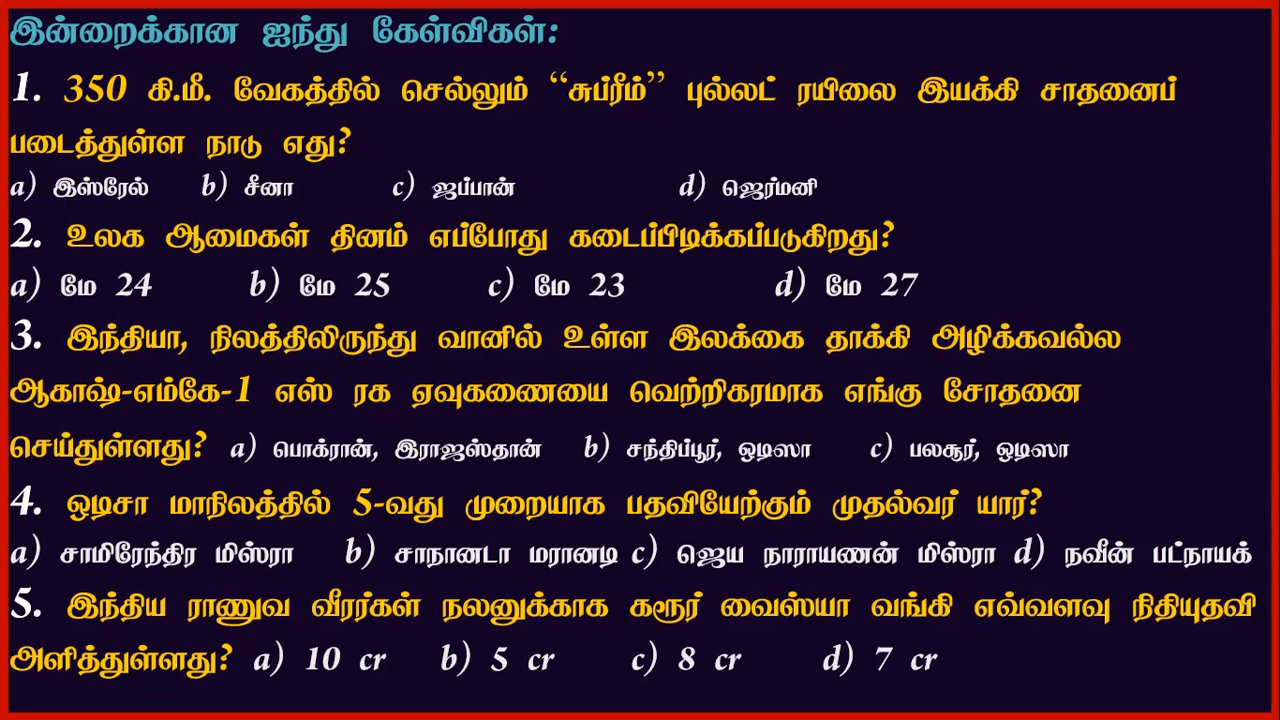 இன்றைக்கான ஐந்து கேள்விகள்:
1. 350 கி.மீ. வேகத்தில் செல்லும் “சுப்ரீம்” புல்லட் ரயிலை இயக்கி சாதனைப்
படைத்துள்ள நாடு எது?
a) இஸ்ரேல் b) சீனா c) ஜப்பான் d) ஜெர்மனி
2. உலக ஆமைகள் தினம் எப்போது கடைப்பிடிக்கப்படுகிறது?
a) மே 24 b) மே 25 c) மே 23 d) மே 27
3. இந்தியா, நிலத்திலிருந்து வானில் உள்ள இலக்கை தாக்கி அழிக்கவல்ல
ஆகாஷ்-எம்கே-1 எஸ் ரக ஏவுகணையை வெற்றிகரமாக எங்கு சோதனை
செய்துள்ளது? a) பொக்ரான், இராஜஸ்தான் b) சந்திப்பூர், ஒடிஸா c) பலசூர், ஒடிஸா
4. ஒடிசா மாநிலத்தில் 5-வது முறையாக பதவியேற்கும் முதல்வர் யார்?
a) சாமிரேந்திர மிஸ்ரா b) சாநானடா மரானடி c) ஜெய நாராயணன் மிஸ்ரா d) நவீன் பட்நாயக்
5. இந்திய ராணுவ வீரர்கள் நலனுக்காக கரூர் வைஸ்யா வங்கி எவ்வளவு நிதியுதவி
அளித்துள்ளது? a) 10 cr b) 5 cr c) 8 cr d) 7 cr